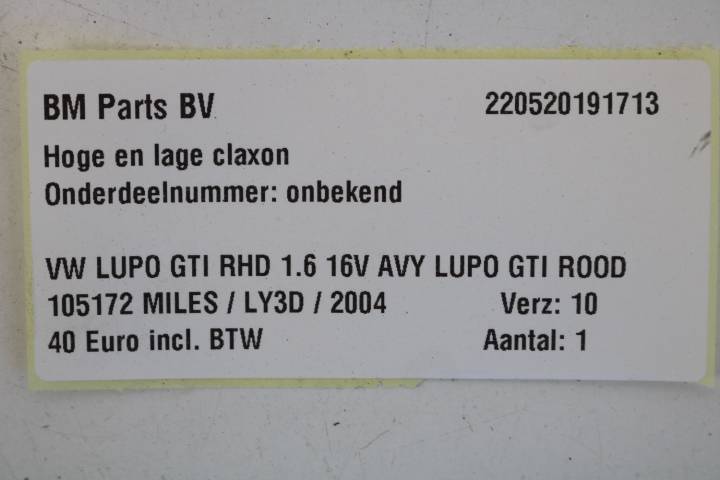 BM Parts BV 220520191713
Hoge en lage claxon
Onderdeelnummer: onbekend
VW LUPO GTI RHD 1.6 16V AVY LUPO GTI ROOD
105172 MILES / LY3D / 2004 Verz: 10
40 Euro incl. BTW Aantal: 1